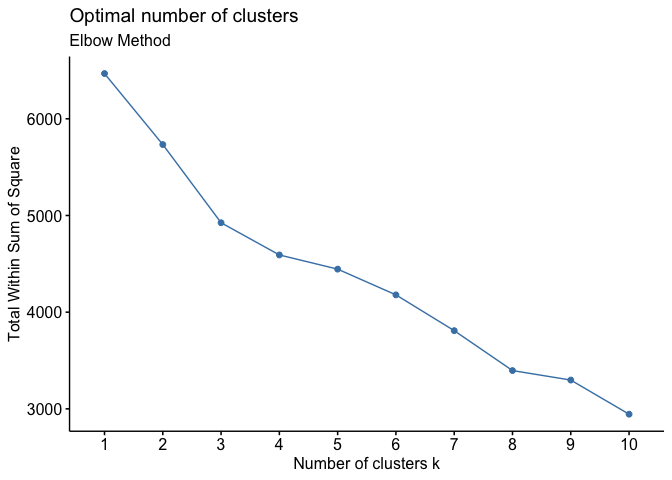 Optimal number of clusters
Elbow Method
Total Within Sum of Square
6000
5000
4000
3000
1 2 3 4 5 6 7 8 9 10
Number of clusters k